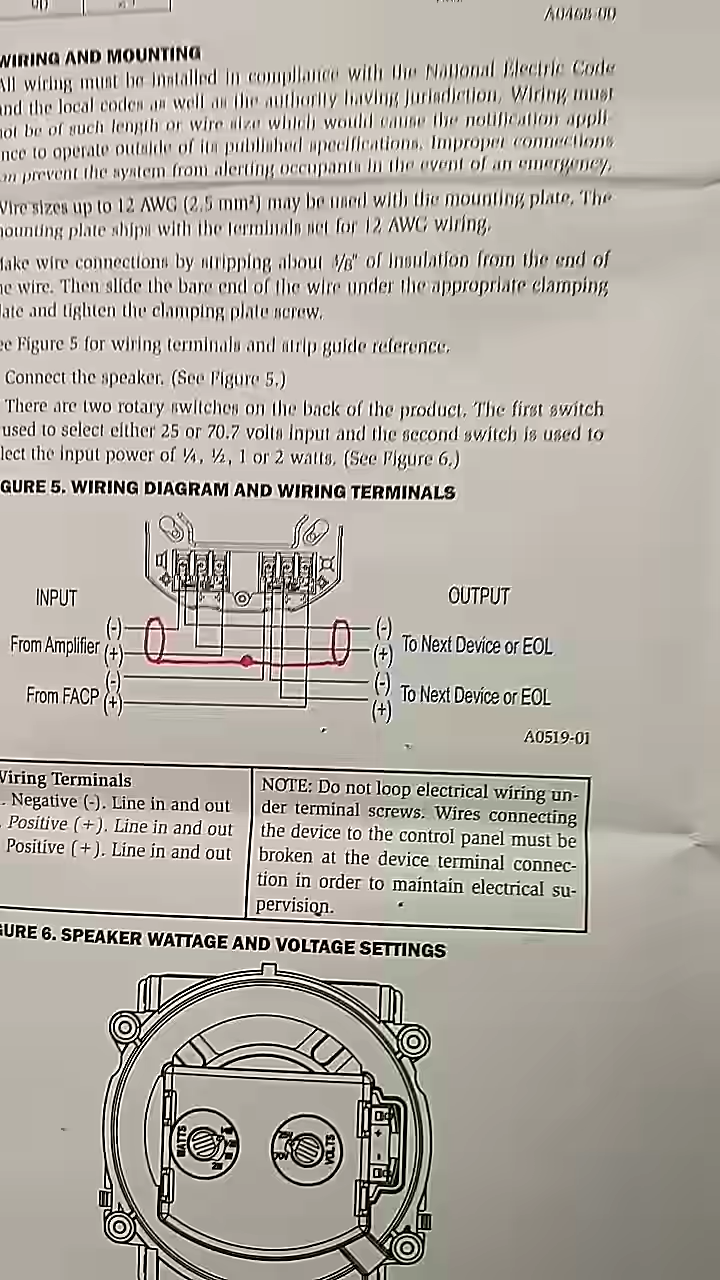 A0468-00
WIRING AND MOUNTING
All wiring must be installed in compliance with the National Electric Code
nd the local codes as well as the authority having jurisdiction. Wiring must
ot be of such length or wire size which would cause the notification appli-
nce to operate outside of its published specifications. Improper connections
an prevent the system from alerting occupants in the event of an emergency.
Wire sizes up to 12 AWG (2.5 mm²) may be used with the mounting plate. The
ounting plate ships with the terminals set for 12 AWG wiring.
Make wire connections by stripping about 3/8" of insulation from the end of
he wire. Then slide the bare end of the wire under the appropriate clamping
late and tighten the clamping plate screw.
ee Figure 5 for wiring terminals and strip guide reference.
Connect the speaker. (See Figure 5.)
There are two rotary switches on the back of the product. The first switch
used to select either 25 or 70.7 volts input and the second switch is used to
lect the input power of ¼, ½, 1 or 2 watts. (See Figure 6.)
GURE 5. WIRING DIAGRAM AND WIRING TERMINALS
INPUT
OUTPUT
(-) (-)
From Amplifier (+) (+) To Next Device or EOL
(-) (-)
From FACP (+) (+) To Next Device or EOL
A0519-01
Wiring Terminals
. Negative (-). Line in and out
. Positive (+). Line in and out
Positive (+). Line in and out
NOTE: Do not loop electrical wiring un-
der terminal screws. Wires connecting
the device to the control panel must be
broken at the device terminal connec-
tion in order to maintain electrical su-
pervision.
GURE 6. SPEAKER WATTAGE AND VOLTAGE SETTINGS
WATTS
2W
25V
70V
VOLTS
+
-